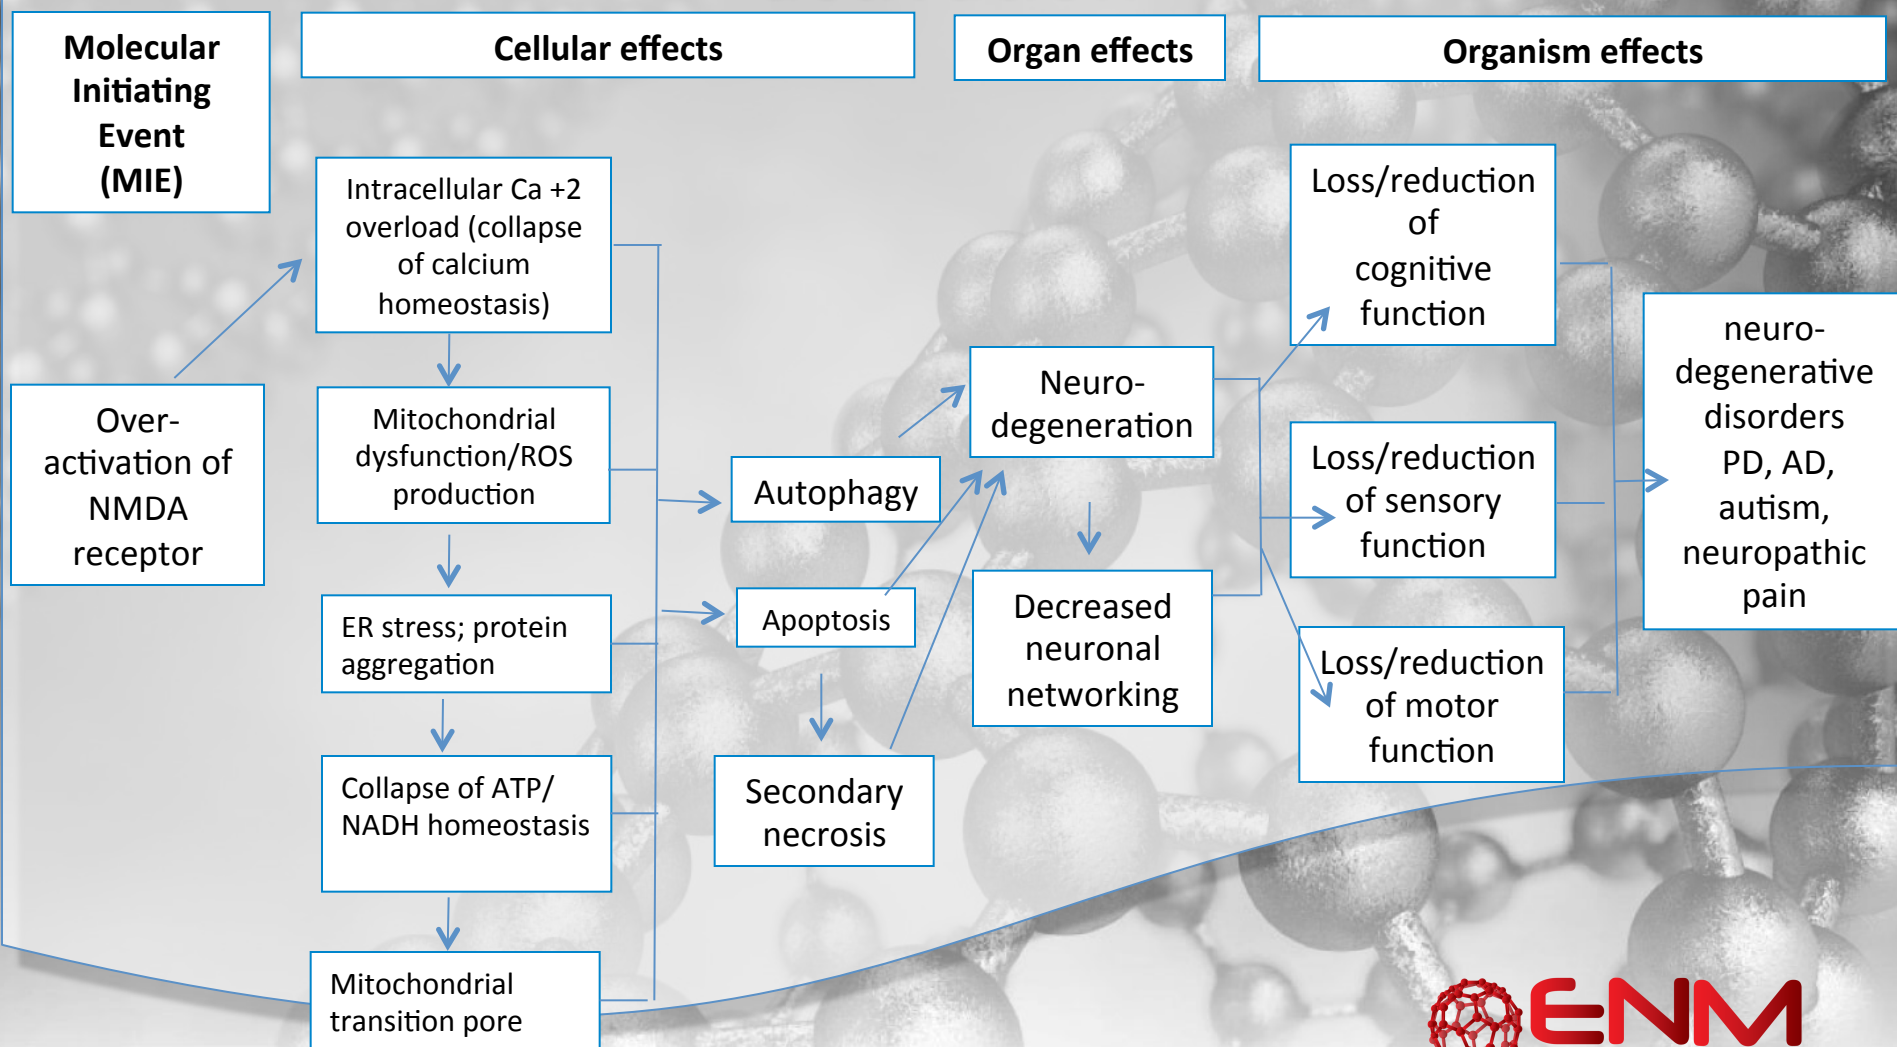 Molecular
Initiating
Event
(MIE)
Cellular effects
Organ effects
Organism effects
Over-
activation of
NMDA
receptor
Intracellular Ca +2
overload (collapse
of calcium
homeostasis)
Mitochondrial
dysfunction/ROS
production
ER stress; protein
aggregation
Collapse of ATP/
NADH homeostasis
Mitochondrial
transition pore
Autophagy
Apoptosis
Secondary
necrosis
Neuro-
degeneration
Decreased
neuronal
networking
Loss/reduction
of
cognitive
function
Loss/reduction
of sensory
function
Loss/reduction
of motor
function
neuro-
degenerative
disorders
PD, AD,
autism,
neuropathic
pain
ENM